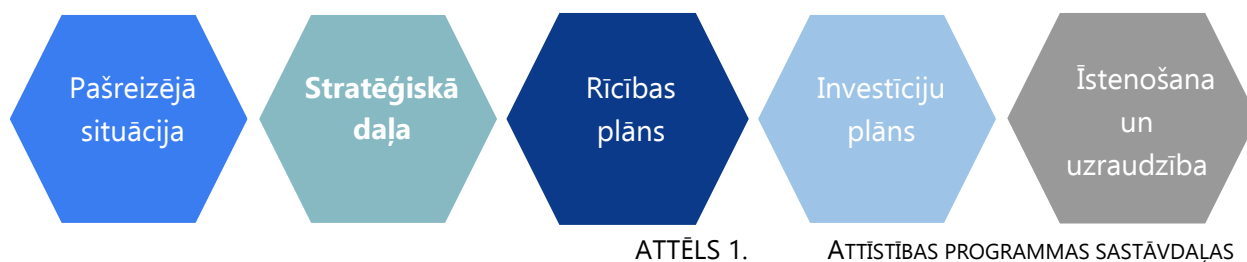 Pašreizējā
situācija
Stratēģiskā
daļa
Rīcības
plāns
Investīciju
plāns
Īstenošana
un
uzraudzība
ATTĒLS 1. ATTĪSTĪBAS PROGRAMMAS SASTĀVDAĻAS